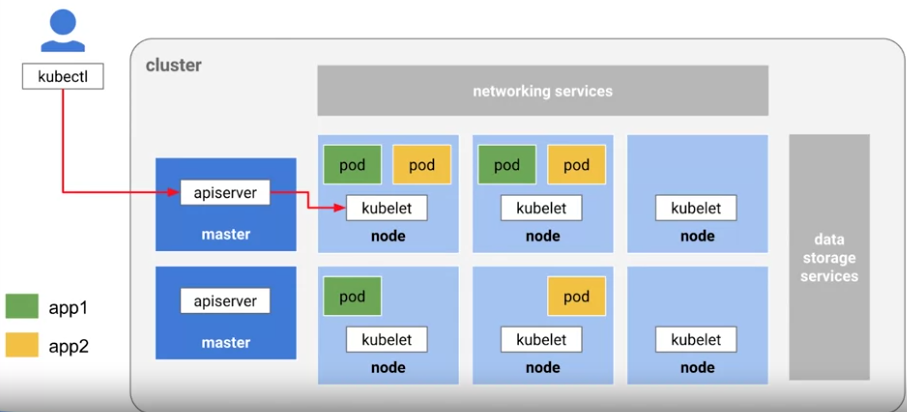 kubectl
cluster
networking services
apiserver
master
pod
pod
kubelet
node
pod
pod
kubelet
node
kubelet
node
data
storage
services
apiserver
master
pod
kubelet
node
pod
kubelet
node
kubelet
node
app1
app2